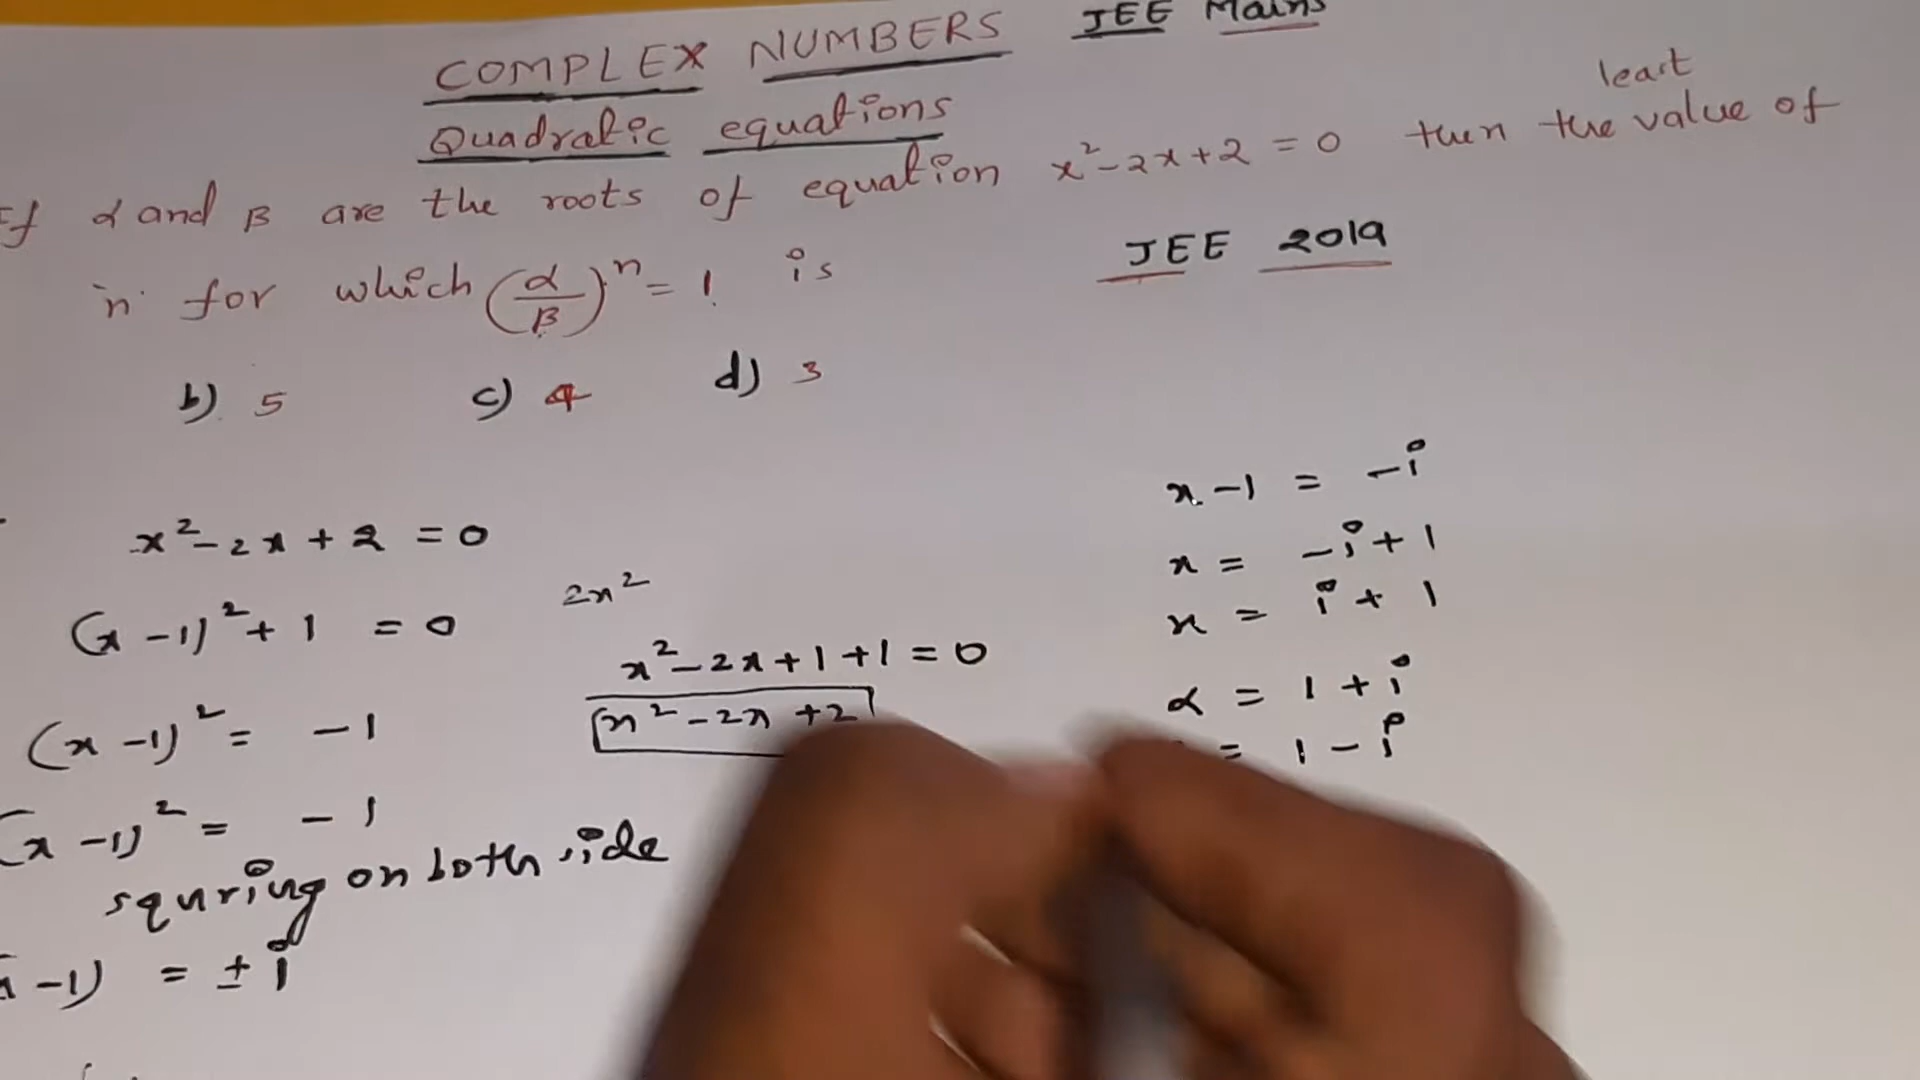 COMPLEX NUMBERS JEE Mains
Quadratic equations
If α and β are the roots of equation x²-2x+2 = 0 then the least value of
'n' for which (α/β)ⁿ = 1 is
JEE 2019
b) 5 c) 4 d) 3
x²-2x+2 = 0
(x-1)²+1 = 0
(x-1)² = -1
(x-1)² = -1
squring on both side
x-1) = ± i
2x²
x²-2x+1+1=0
x²-2x+2
x-1 = -i
x = -i+1
x = i+1
α = 1+i
= 1-i